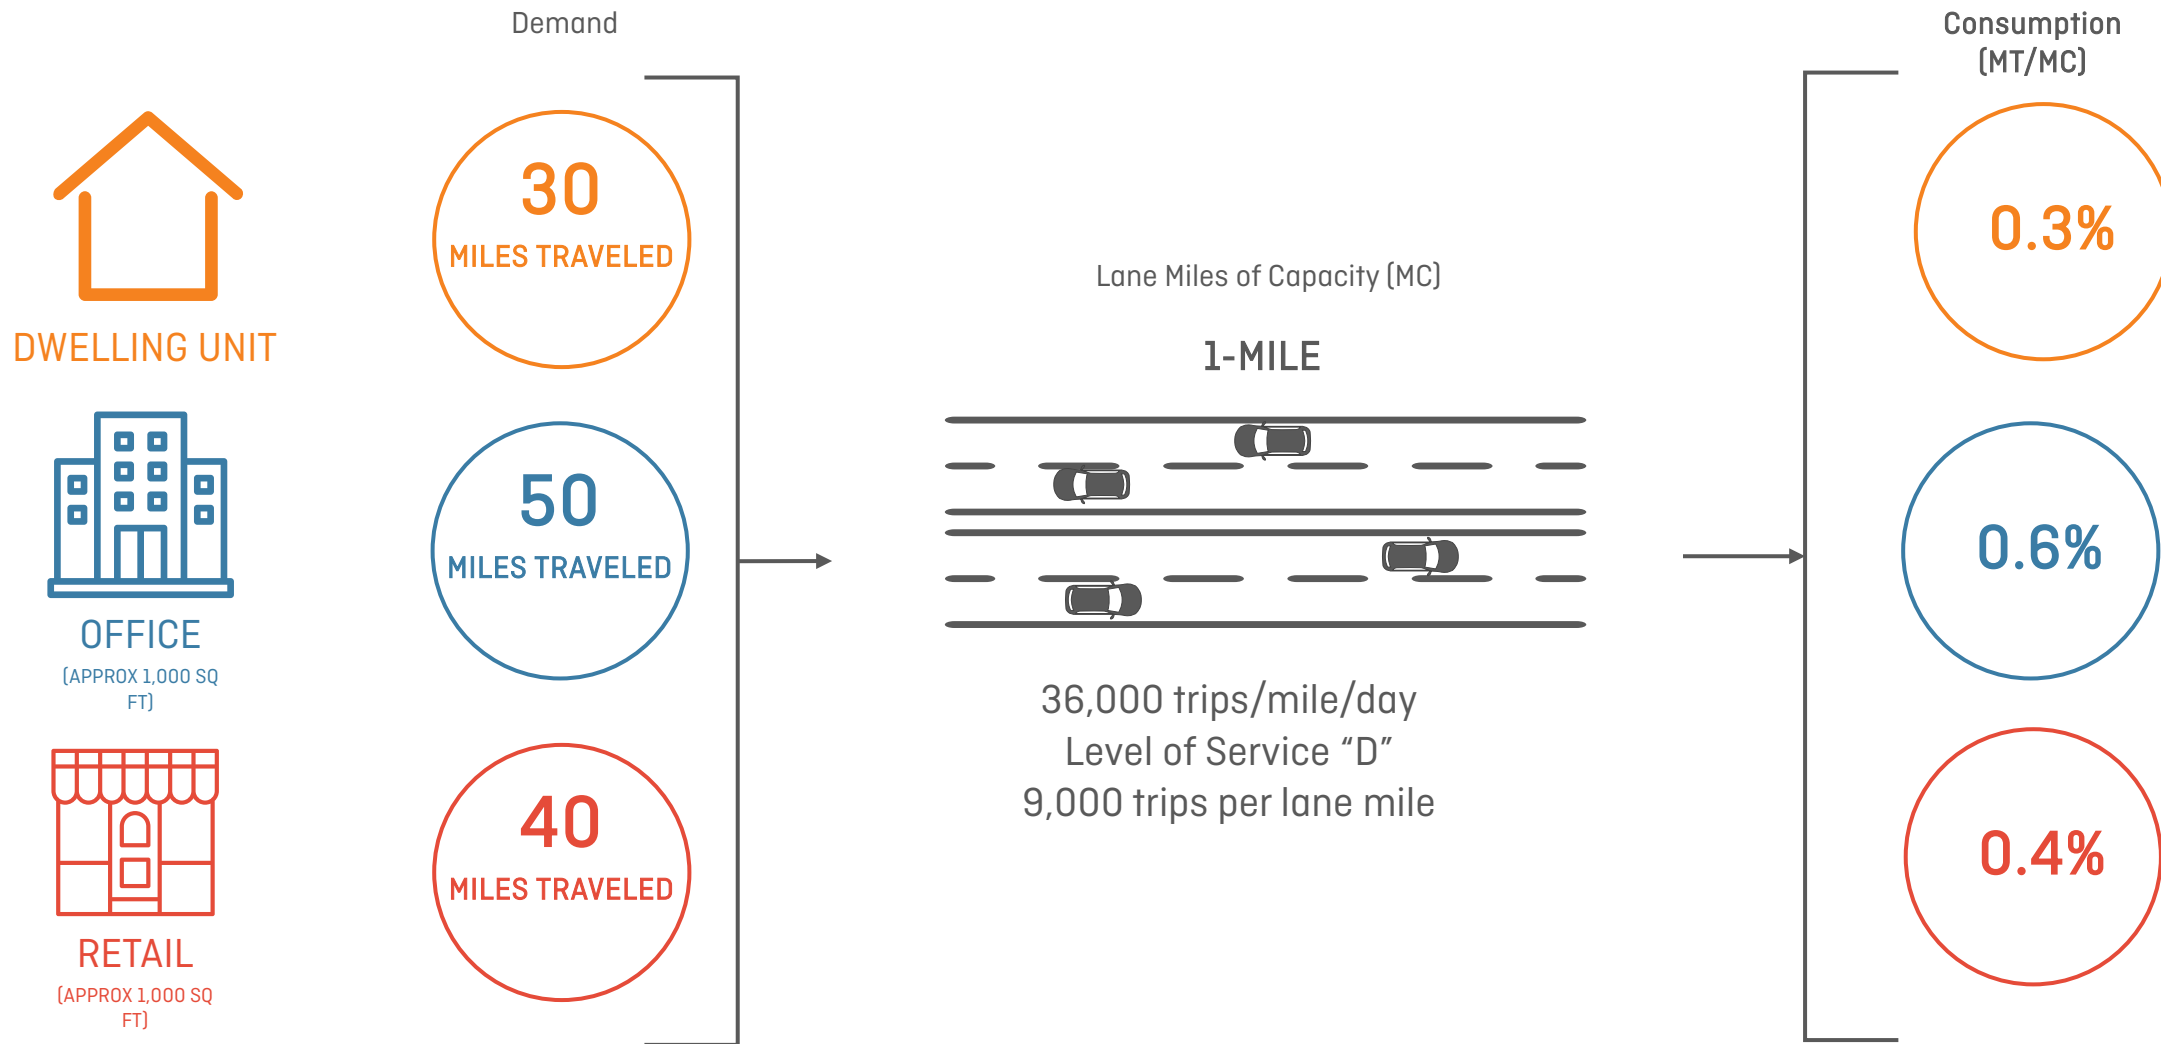 Demand
Consumption
(MT/MC)
30
MILES TRAVELED
0.3%
DWELLING UNIT
Lane Miles of Capacity (MC)
1-MILE
50
MILES TRAVELED
0.6%
OFFICE
(APPROX 1,000 SQ
FT)
36,000 trips/mile/day
Level of Service “D”
9,000 trips per lane mile
40
MILES TRAVELED
0.4%
RETAIL
(APPROX 1,000 SQ
FT)